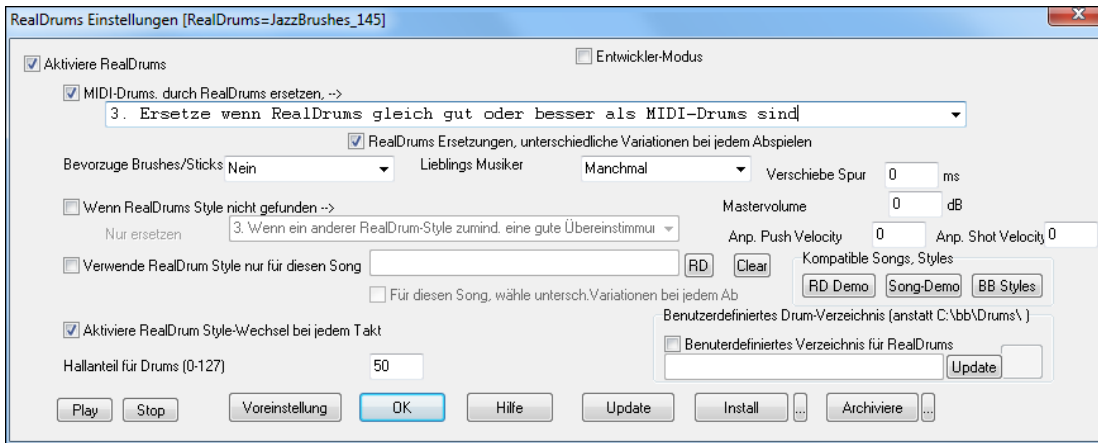 RealDrums Einstellungen [RealDrums=JazzBrushes_145]
Aktiviere RealDrums
Entwickler-Modus
MIDI-Drums. durch RealDrums ersetzen, -->
3. Ersetze wenn RealDrums gleich gut oder besser als MIDI-Drums sind
RealDrums Ersetzungen, unterschiedliche Variationen bei jedem Abspielen
Bevorzuge Brushes/Sticks Nein Lieblings Musiker Manchmal Verschiebe Spur 0 ms
Wenn RealDrums Style nicht gefunden --> Mastervolume 0 dB
Nur ersetzen 3. Wenn ein anderer RealDrum-Style zumind. eine gute Übereinstimmur
Anp. Push Velocity 0 Anp. Shot Velocity 0
Verwende RealDrum Style nur für diesen Song RD Clear
Kompatible Songs, Styles
RD Demo Song-Demo BB Styles
Für diesen Song, wähle untersch.Variationen bei jedem Ab
Aktiviere RealDrum Style-Wechsel bei jedem Takt
Benutzerdefiniertes Drum-Verzeichnis (anstatt C:\bb\Drums\ )
Benuterdefiniertes Verzeichnis für RealDrums
Hallanteil für Drums (0-127) 50
Update
Play Stop Voreinstellung OK Hilfe Update Install ... Archiviere ...